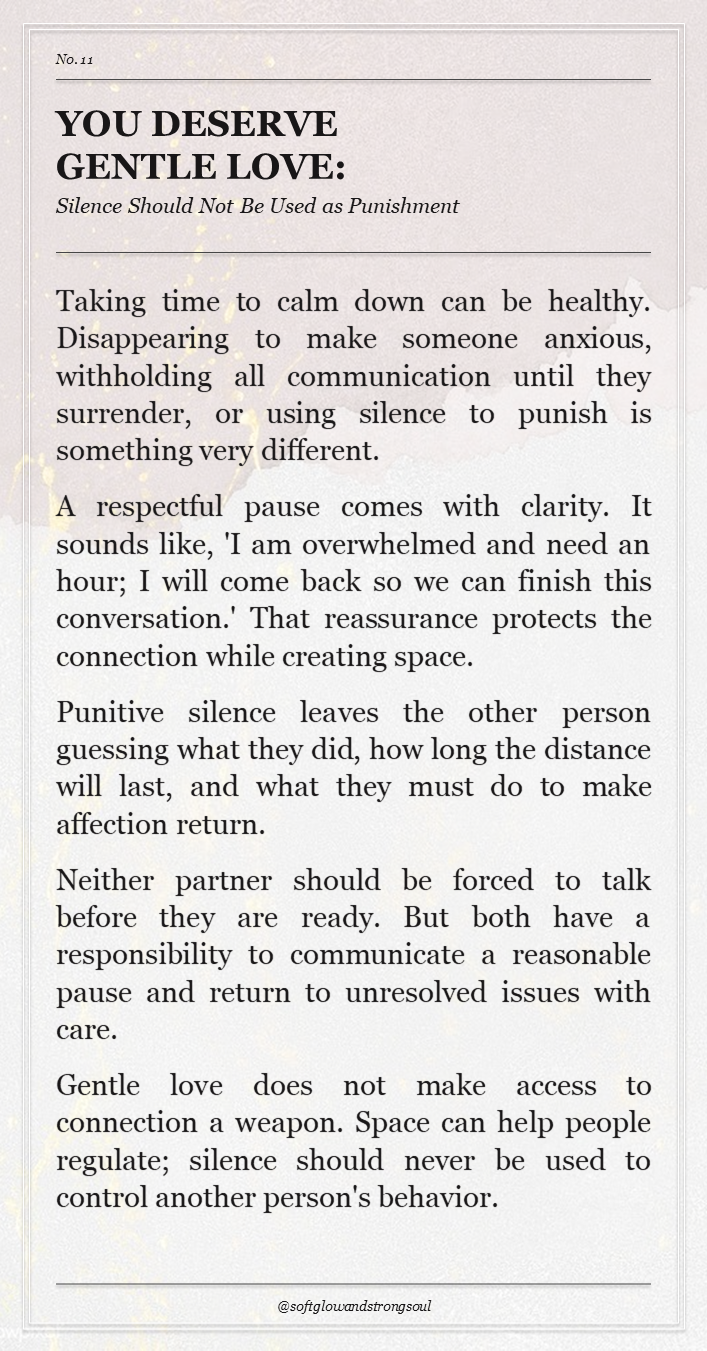 No. 11
YOU DESERVE
GENTLE LOVE:
Silence Should Not Be Used as Punishment
Taking time to calm down can be healthy.
Disappearing to make someone anxious,
withholding all communication until they
surrender, or using silence to punish is
something very different.
A respectful pause comes with clarity. It
sounds like, 'I am overwhelmed and need an
hour; I will come back so we can finish this
conversation.' That reassurance protects the
connection while creating space.
Punitive silence leaves the other person
guessing what they did, how long the distance
will last, and what they must do to make
affection return.
Neither partner should be forced to talk
before they are ready. But both have a
responsibility to communicate a reasonable
pause and return to unresolved issues with
care.
Gentle love does not make access to
connection a weapon. Space can help people
regulate; silence should never be used to
control another person's behavior.
@softglowandstrongsoul